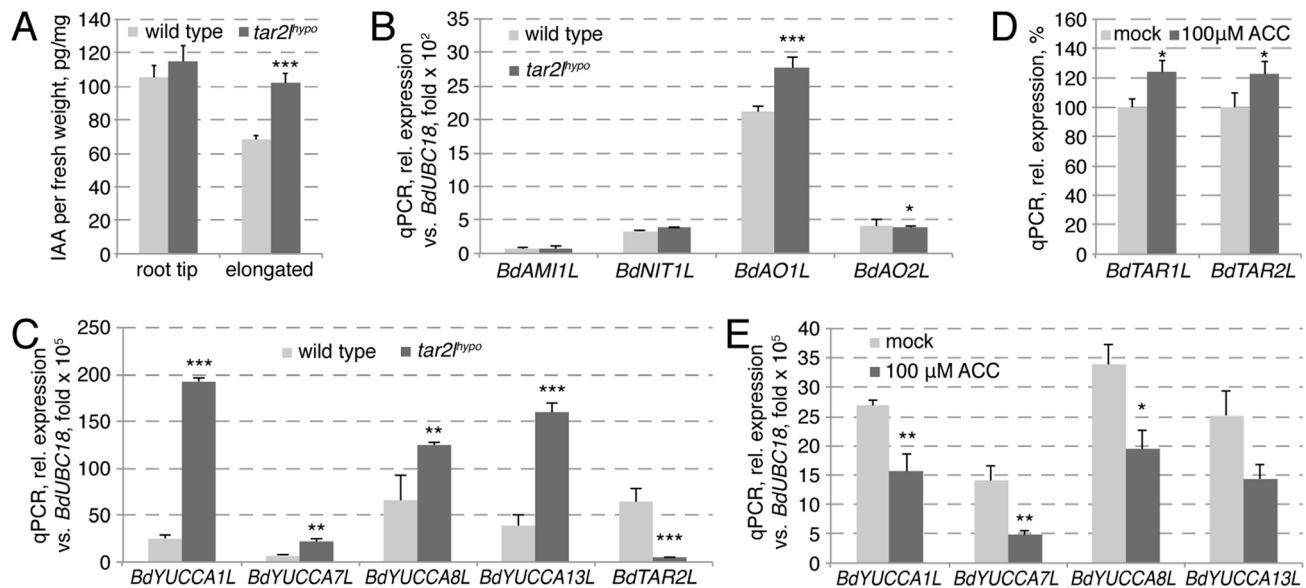 A
IAA per fresh weight, pg/mg
140
120
100
80
60
40
20
0
wild type tar2l^hypo
***
root tip elongated
B
qPCR, rel. expression
vs. BdUBC18, fold x 10²
35
30
25
20
15
10
5
0
wild type
tar2l^hypo
***
*
BdAMI1L BdNIT1L BdAO1L BdAO2L
D
qPCR, rel. expression, %
160
140
120
100
80
60
40
20
0
mock 100µM ACC
* *
BdTAR1L BdTAR2L
C
qPCR, rel. expression
vs. BdUBC18, fold x 10⁵
250
200
150
100
50
0
wild type tar2l^hypo
***
**
**
***
***
BdYUCCA1L BdYUCCA7L BdYUCCA8L BdYUCCA13L BdTAR2L
E
qPCR, rel. expression
vs. BdUBC18, fold x 10⁵
40
35
30
25
20
15
10
5
0
mock
100 µM ACC
**
**
*
BdYUCCA1L BdYUCCA7L BdYUCCA8L BdYUCCA13L